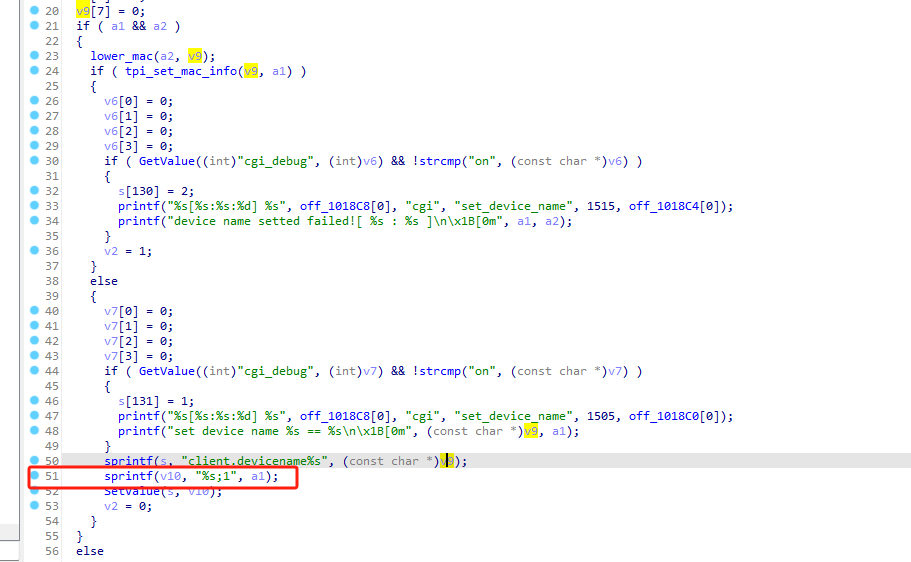 20 v9[7] = 0;
21 if ( a1 && a2 )
22 {
23 lower_mac(a2, v9);
24 if ( tpi_set_mac_info(v9, a1) )
25 {
26 v6[0] = 0;
27 v6[1] = 0;
28 v6[2] = 0;
29 v6[3] = 0;
30 if ( GetValue((int)"cgi_debug", (int)v6) && !strcmp("on", (const char *)v6) )
31 {
32 s[130] = 2;
33 printf("%s[%s:%s:%d] %s", off_1018C8[0], "cgi", "set_device_name", 1515, off_1018C4[0]);
34 printf("device name setted failed![ %s : %s ]\n\x1B[0m", a1, a2);
35 }
36 v2 = 1;
37 }
38 else
39 {
40 v7[0] = 0;
41 v7[1] = 0;
42 v7[2] = 0;
43 v7[3] = 0;
44 if ( GetValue((int)"cgi_debug", (int)v7) && !strcmp("on", (const char *)v7) )
45 {
46 s[131] = 1;
47 printf("%s[%s:%s:%d] %s", off_1018C8[0], "cgi", "set_device_name", 1505, off_1018C0[0]);
48 printf("set device name %s == %s\n\x1B[0m", (const char *)v9, a1);
49 }
50 sprintf(s, "client.devicename%s", (const char *)v9);
51 sprintf(v10, "%s;1", a1);
52 SetValue(s, v10);
53 v2 = 0;
54 }
55 }
56 else